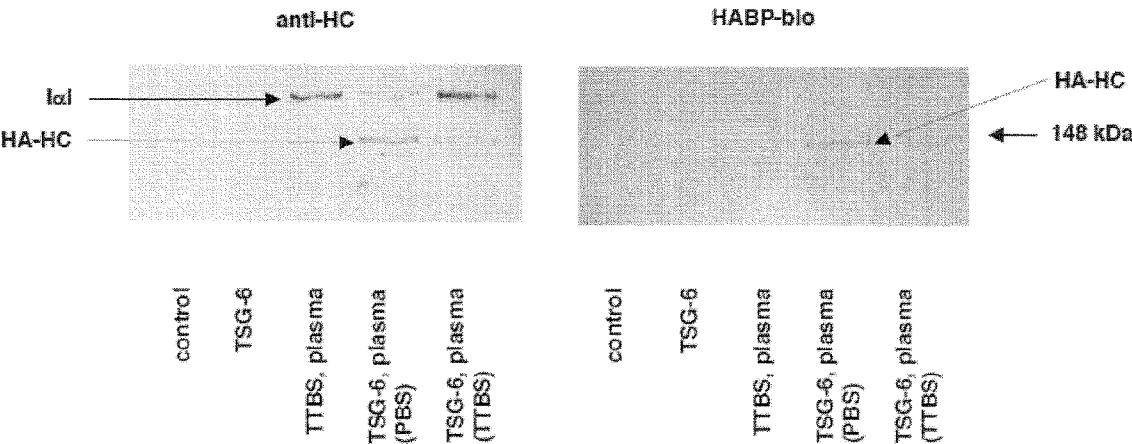 anti-HC
HABP-bio
IαI
HA-HC
HA-HC
148 kDa
control
TSG-6
TTBS, plasma
TSG-6, plasma
(PBS)
TSG-6, plasma
(TTBS)
control
TSG-6
TTBS, plasma
TSG-6, plasma
(PBS)
TSG-6, plasma
(TTBS)